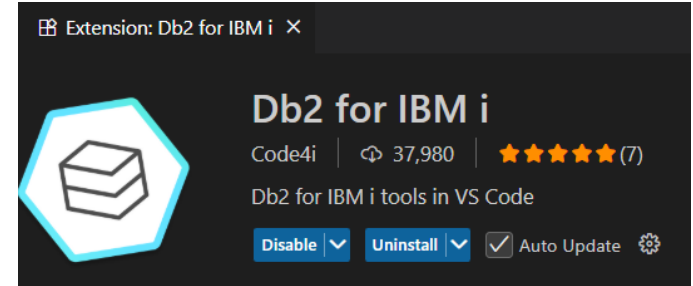 Extension: Db2 for IBM i
Db2 for IBM i
Code4i 37,980 (7)
Db2 for IBM i tools in VS Code
Disable Uninstall Auto Update